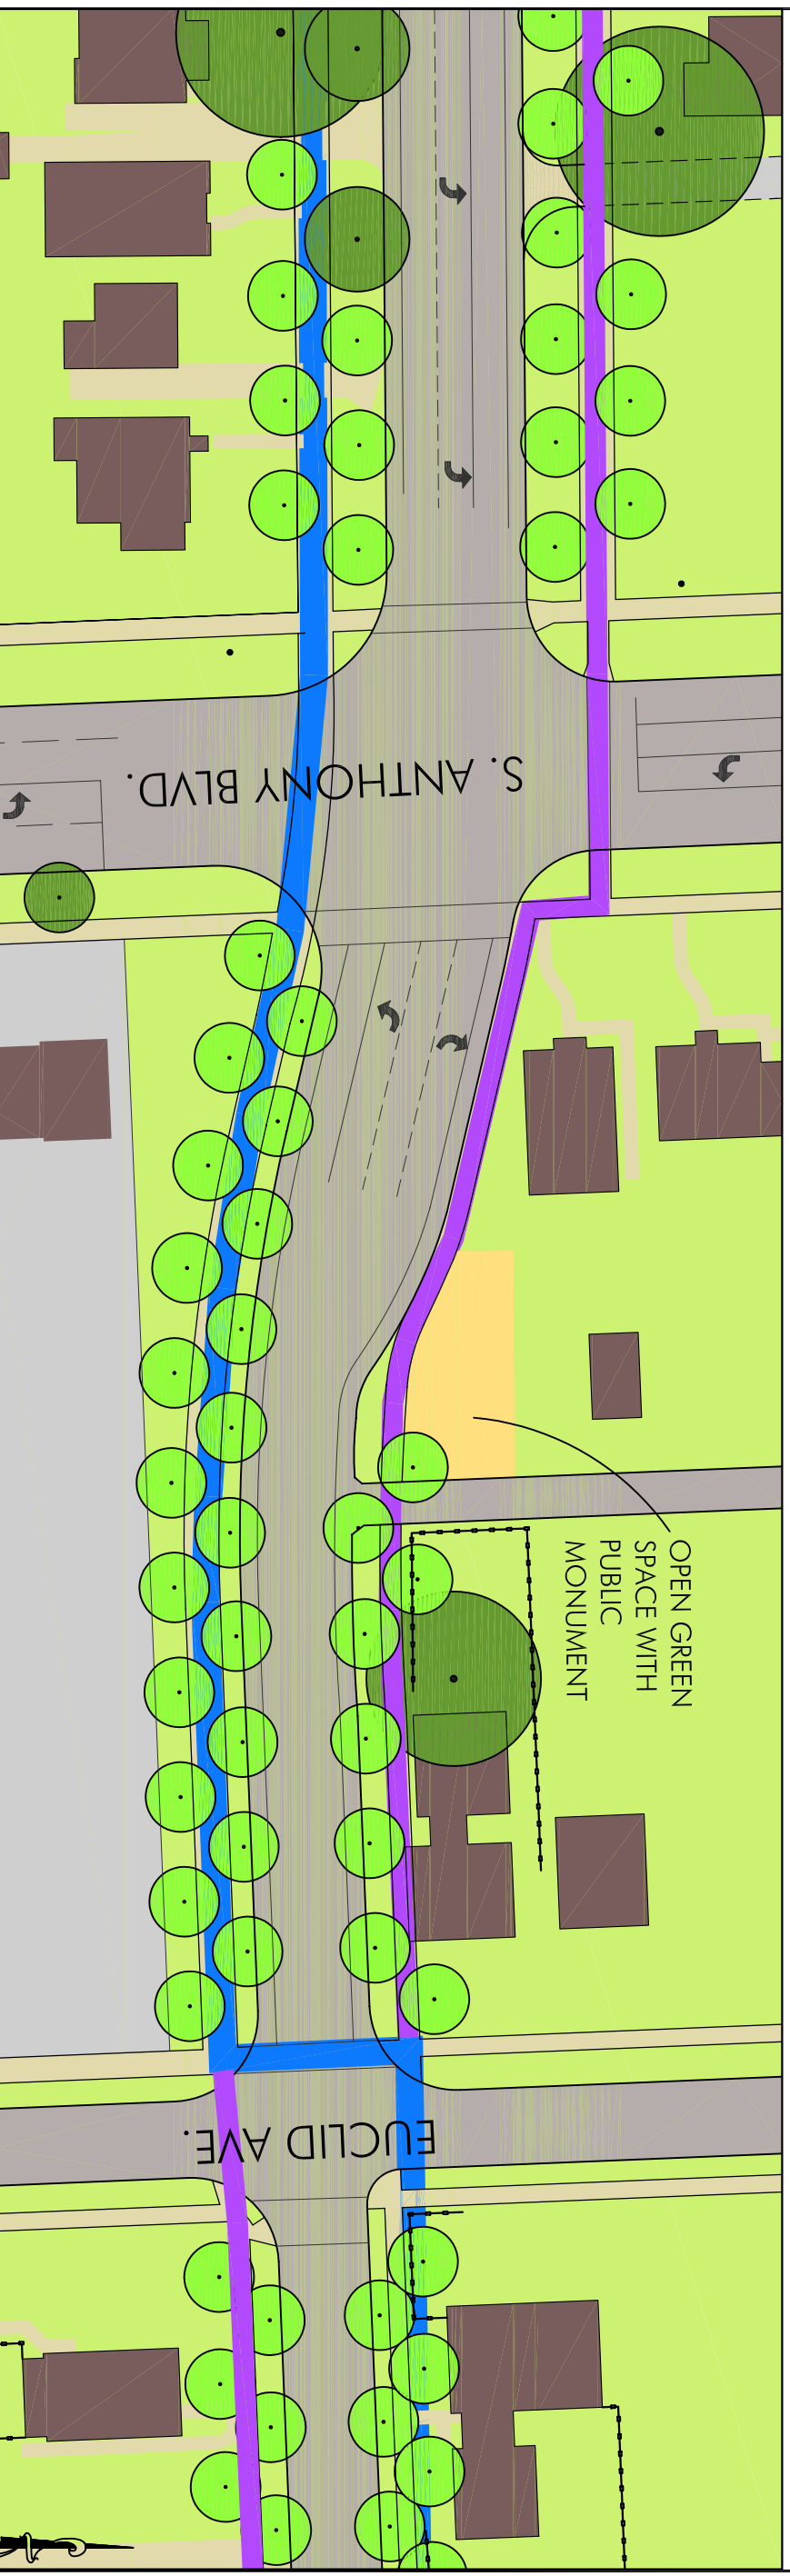 S. ANTHONY BLVD.
OPEN GREEN
SPACE WITH
PUBLIC
MONUMENT
EUCLID AVE.